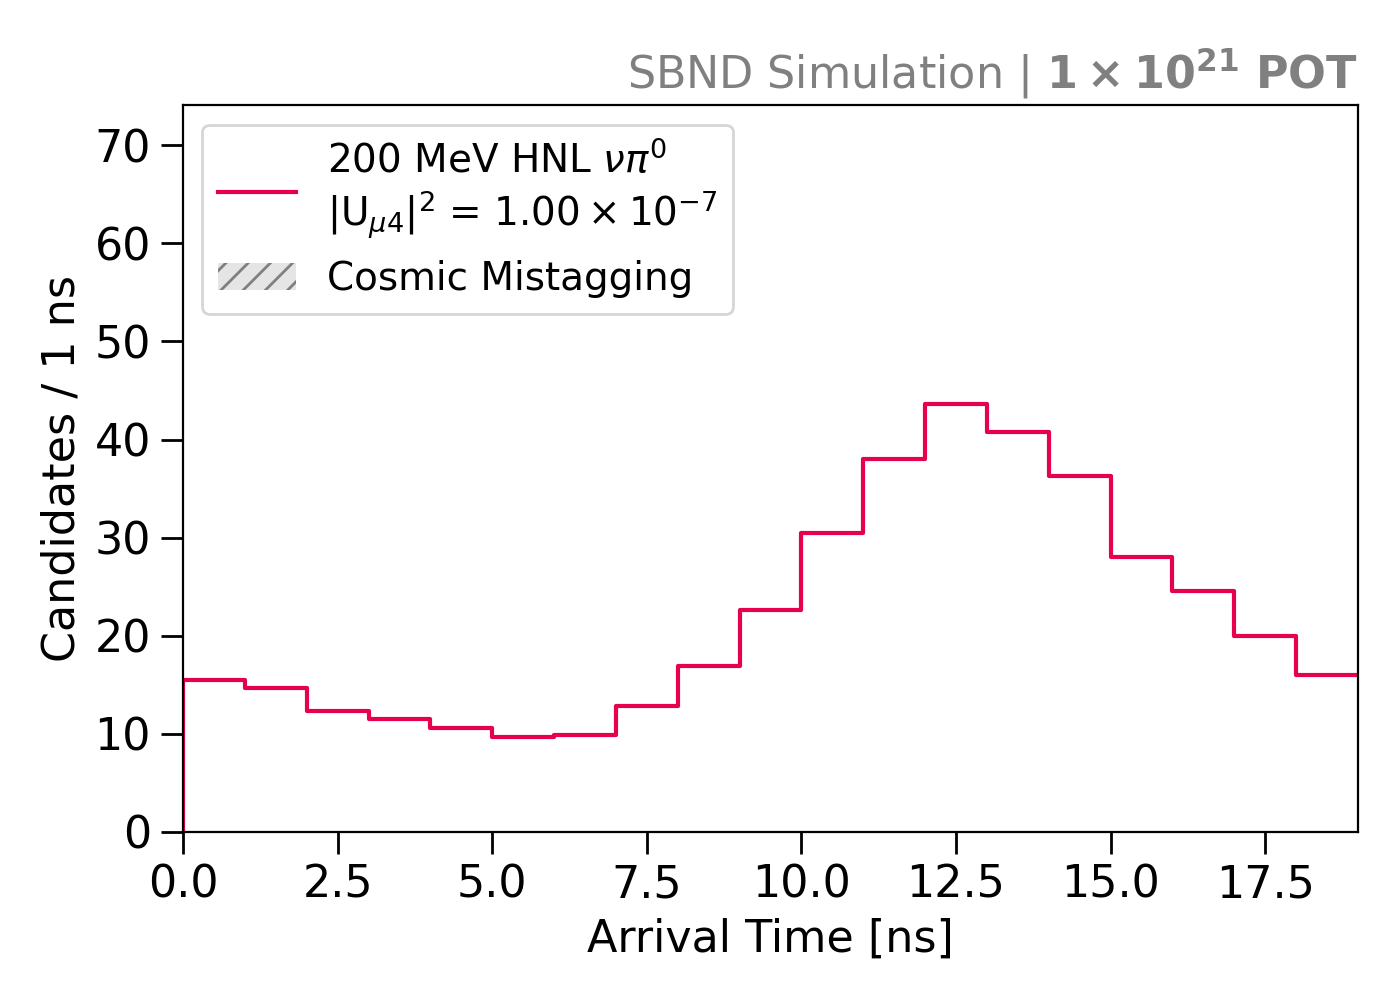 SBND Simulation | 1 × 10²¹ POT
200 MeV HNL νπ⁰
|U_μ4|² = 1.00 × 10⁻⁷
Cosmic Mistagging
Candidates / 1 ns
70
60
50
40
30
20
10
0
0.0 2.5 5.0 7.5 10.0 12.5 15.0 17.5
Arrival Time [ns]